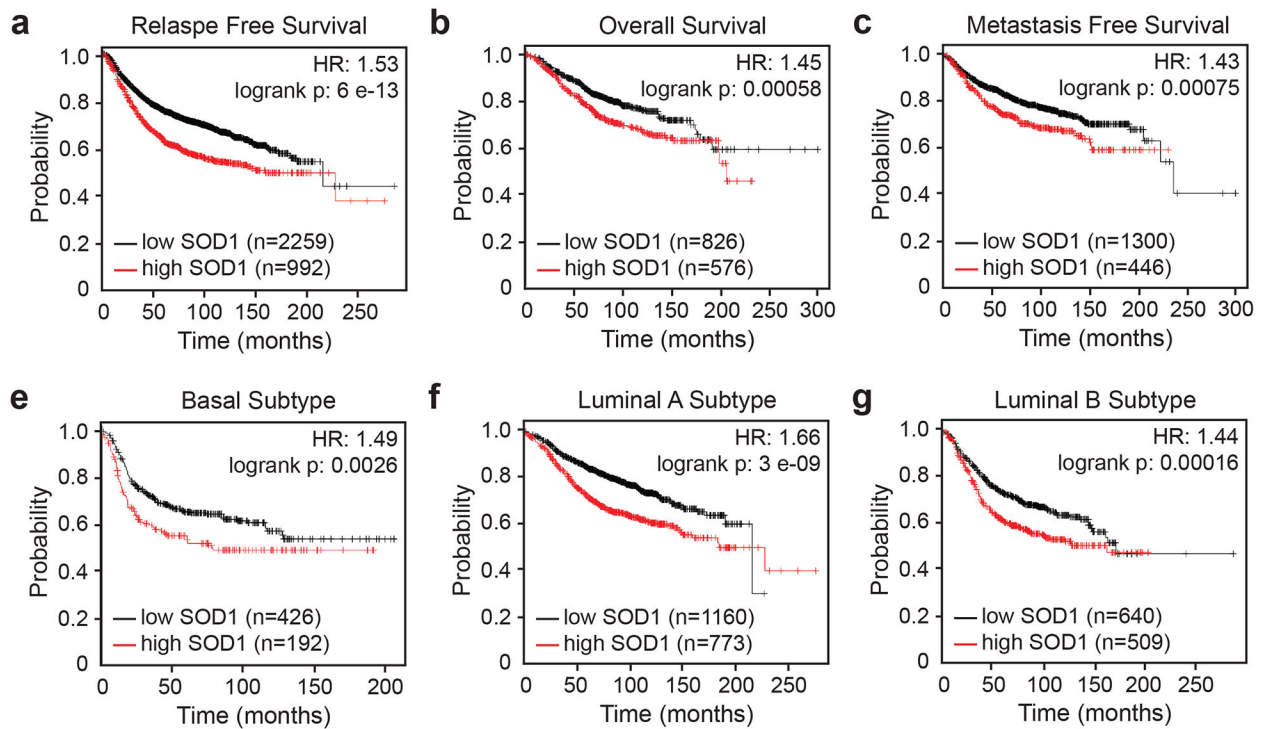 a Relaspe Free Survival
HR: 1.53
logrank p: 6 e-13
1.0
0.8
0.6
0.4
0.2
0
Probability
low SOD1 (n=2259)
high SOD1 (n=992)
0 50 100 150 200 250
Time (months)
b Overall Survival
HR: 1.45
logrank p: 0.00058
1.0
0.8
0.6
0.4
0.2
0
Probability
low SOD1 (n=826)
high SOD1 (n=576)
0 50 100 150 200 250 300
Time (months)
c Metastasis Free Survival
HR: 1.43
logrank p: 0.00075
1.0
0.8
0.6
0.4
0.2
0
Probability
low SOD1 (n=1300)
high SOD1 (n=446)
0 50 100 150 200 250 300
Time (months)
e Basal Subtype
HR: 1.49
logrank p: 0.0026
1.0
0.8
0.6
0.4
0.2
0
Probability
low SOD1 (n=426)
high SOD1 (n=192)
0 50 100 150 200
Time (months)
f Luminal A Subtype
HR: 1.66
logrank p: 3 e-09
1.0
0.8
0.6
0.4
0.2
0
Probability
low SOD1 (n=1160)
high SOD1 (n=773)
0 50 100 150 200 250
Time (months)
g Luminal B Subtype
HR: 1.44
logrank p: 0.00016
1.0
0.8
0.6
0.4
0.2
0
Probability
low SOD1 (n=640)
high SOD1 (n=509)
0 50 100 150 200 250
Time (months)